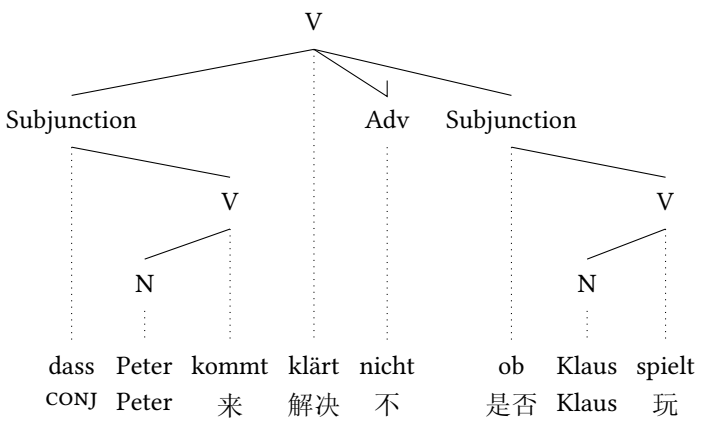 V
Subjunction Adv Subjunction
V V
N N
dass Peter kommt klärt nicht ob Klaus spielt
CONJ Peter 来 解决 不 是否 Klaus 玩